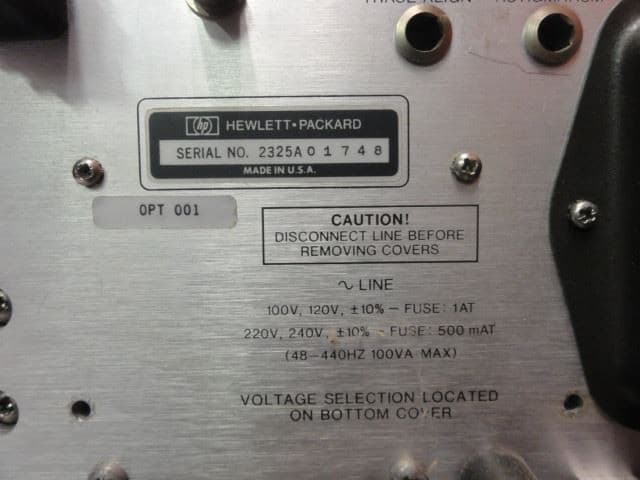 PHASE ALIGN
hp HEWLETT•PACKARD
SERIAL NO. 2325A01748
MADE IN U.S.A.
OPT 001
CAUTION!
DISCONNECT LINE BEFORE
REMOVING COVERS
∿ LINE
100V, 120V, ±10% – FUSE: 1AT
220V, 240V, ±10% – FUSE: 500 mAT
(48–440HZ 100VA MAX)
VOLTAGE SELECTION LOCATED
ON BOTTOM COVER